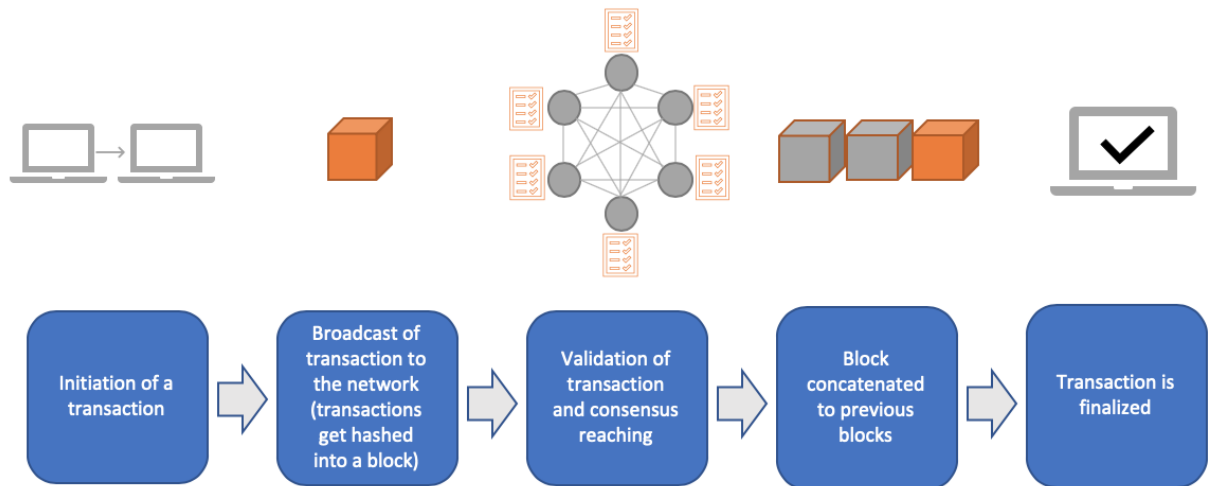 Initiation of a
transaction
Broadcast of
transaction to
the network
(transactions
get hashed
into a block)
Validation of
transaction
and consensus
reaching
Block
concatenated
to previous
blocks
Transaction is
finalized